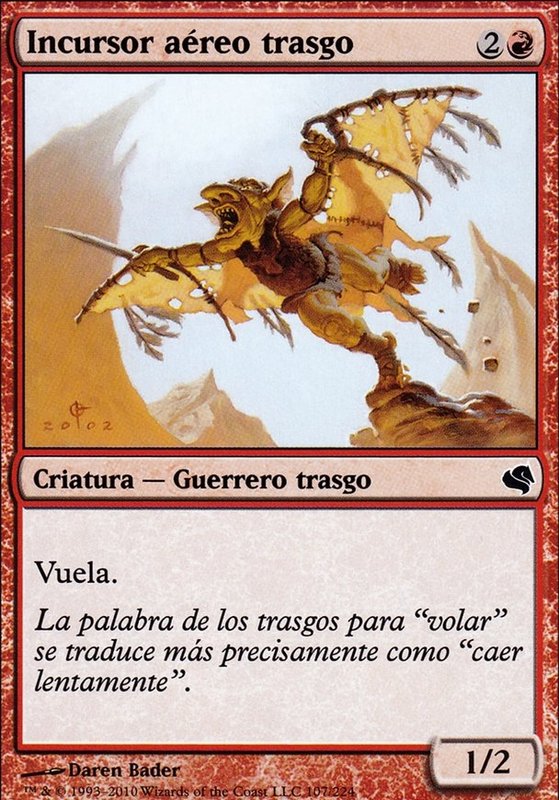 Incursor aéreo trasgo 2
2002
Criatura — Guerrero trasgo
Vuela.
La palabra de los trasgos para “volar”
se traduce más precisamente como “caer
lentamente”.
Daren Bader
1/2
™ & © 1993–2010 Wizards of the Coast LLC 107/224